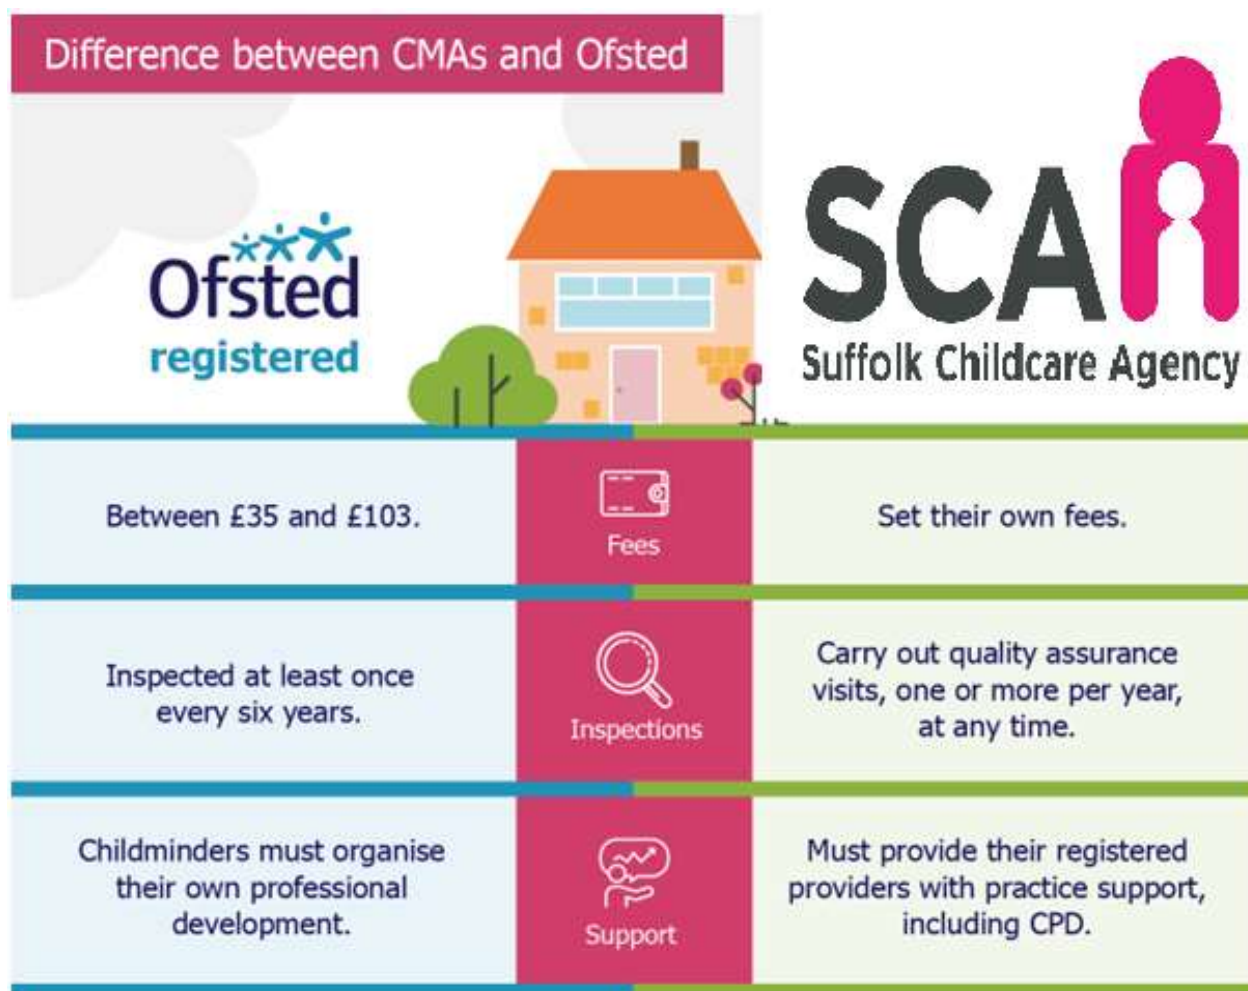 Difference between CMAs and Ofsted
Ofsted
registered
SCA
Suffolk Childcare Agency
Between £35 and £103.
Fees
Set their own fees.
Inspected at least once
every six years.
Inspections
Carry out quality assurance
visits, one or more per year,
at any time.
Childminders must organise
their own professional
development.
Support
Must provide their registered
providers with practice support,
including CPD.